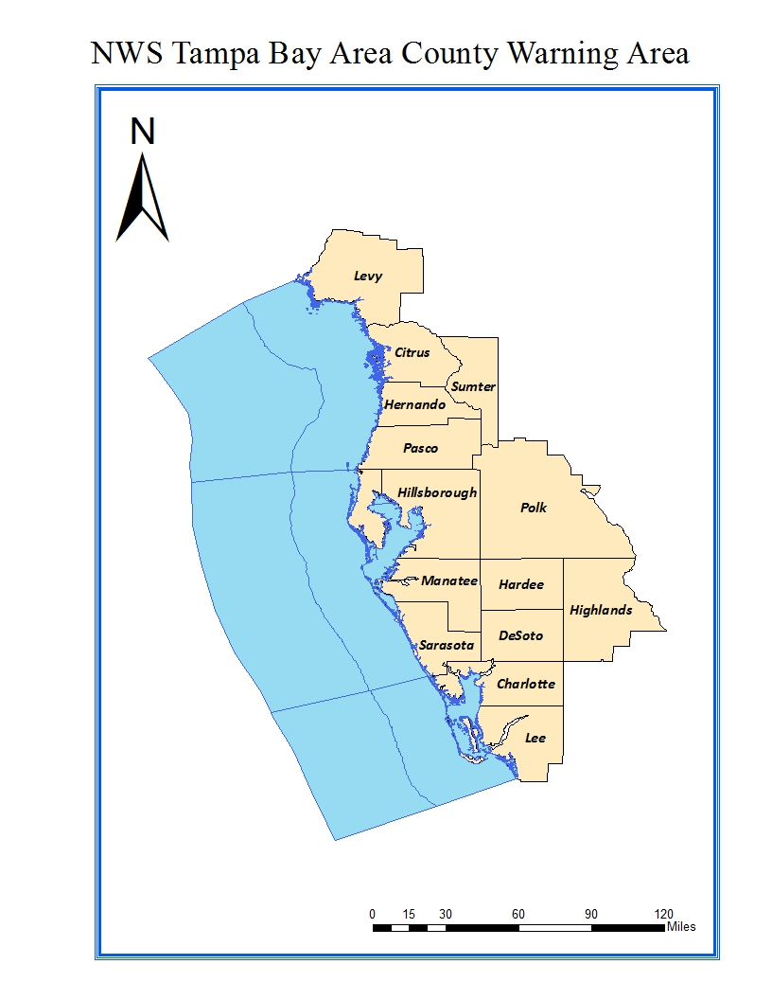 NWS Tampa Bay Area County Warning Area
N
Levy
Citrus
Sumter
Hernando
Pasco
Hillsborough
Polk
Manatee
Hardee
Highlands
DeSoto
Sarasota
Charlotte
Lee
0 15 30 60 90 120
Miles